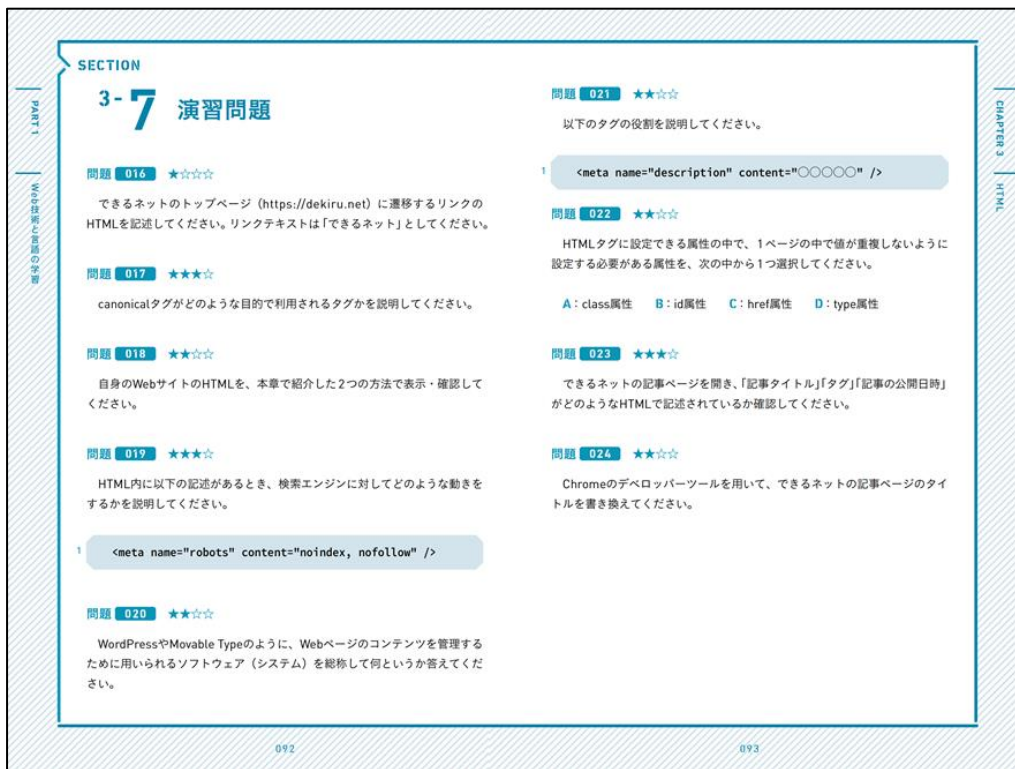 SECTION
3-7 演習問題
PART 1
Web技術と言語の学習
問題 016 ★☆☆☆
できるネットのトップページ（https://dekiru.net）に遷移するリンクの
HTMLを記述してください。リンクテキストは「できるネット」としてください。
問題 017 ★★★☆
canonicalタグがどのような目的で利用されるタグかを説明してください。
問題 018 ★★☆☆
自身のWebサイトのHTMLを、本章で紹介した2つの方法で表示・確認して
ください。
問題 019 ★★★☆
HTML内に以下の記述があるとき、検索エンジンに対してどのような動きを
するかを説明してください。
1 <meta name="robots" content="noindex, nofollow" />
問題 020 ★★☆☆
WordPressやMovable Typeのように、Webページのコンテンツを管理する
ために用いられるソフトウェア（システム）を総称して何というか答えてくだ
さい。
092
問題 021 ★★☆☆
以下のタグの役割を説明してください。
1 <meta name="description" content="○○○○○" />
問題 022 ★★☆☆
HTMLタグに設定できる属性の中で、1ページの中で値が重複しないように
設定する必要がある属性を、次の中から1つ選択してください。
A：class属性 B：id属性 C：href属性 D：type属性
問題 023 ★★★☆
できるネットの記事ページを開き、「記事タイトル」「タグ」「記事の公開日時」
がどのようなHTMLで記述されているか確認してください。
問題 024 ★★☆☆
Chromeのデベロッパーツールを用いて、できるネットの記事ページのタイ
トルを書き換えてください。
CHAPTER 3
HTML
093